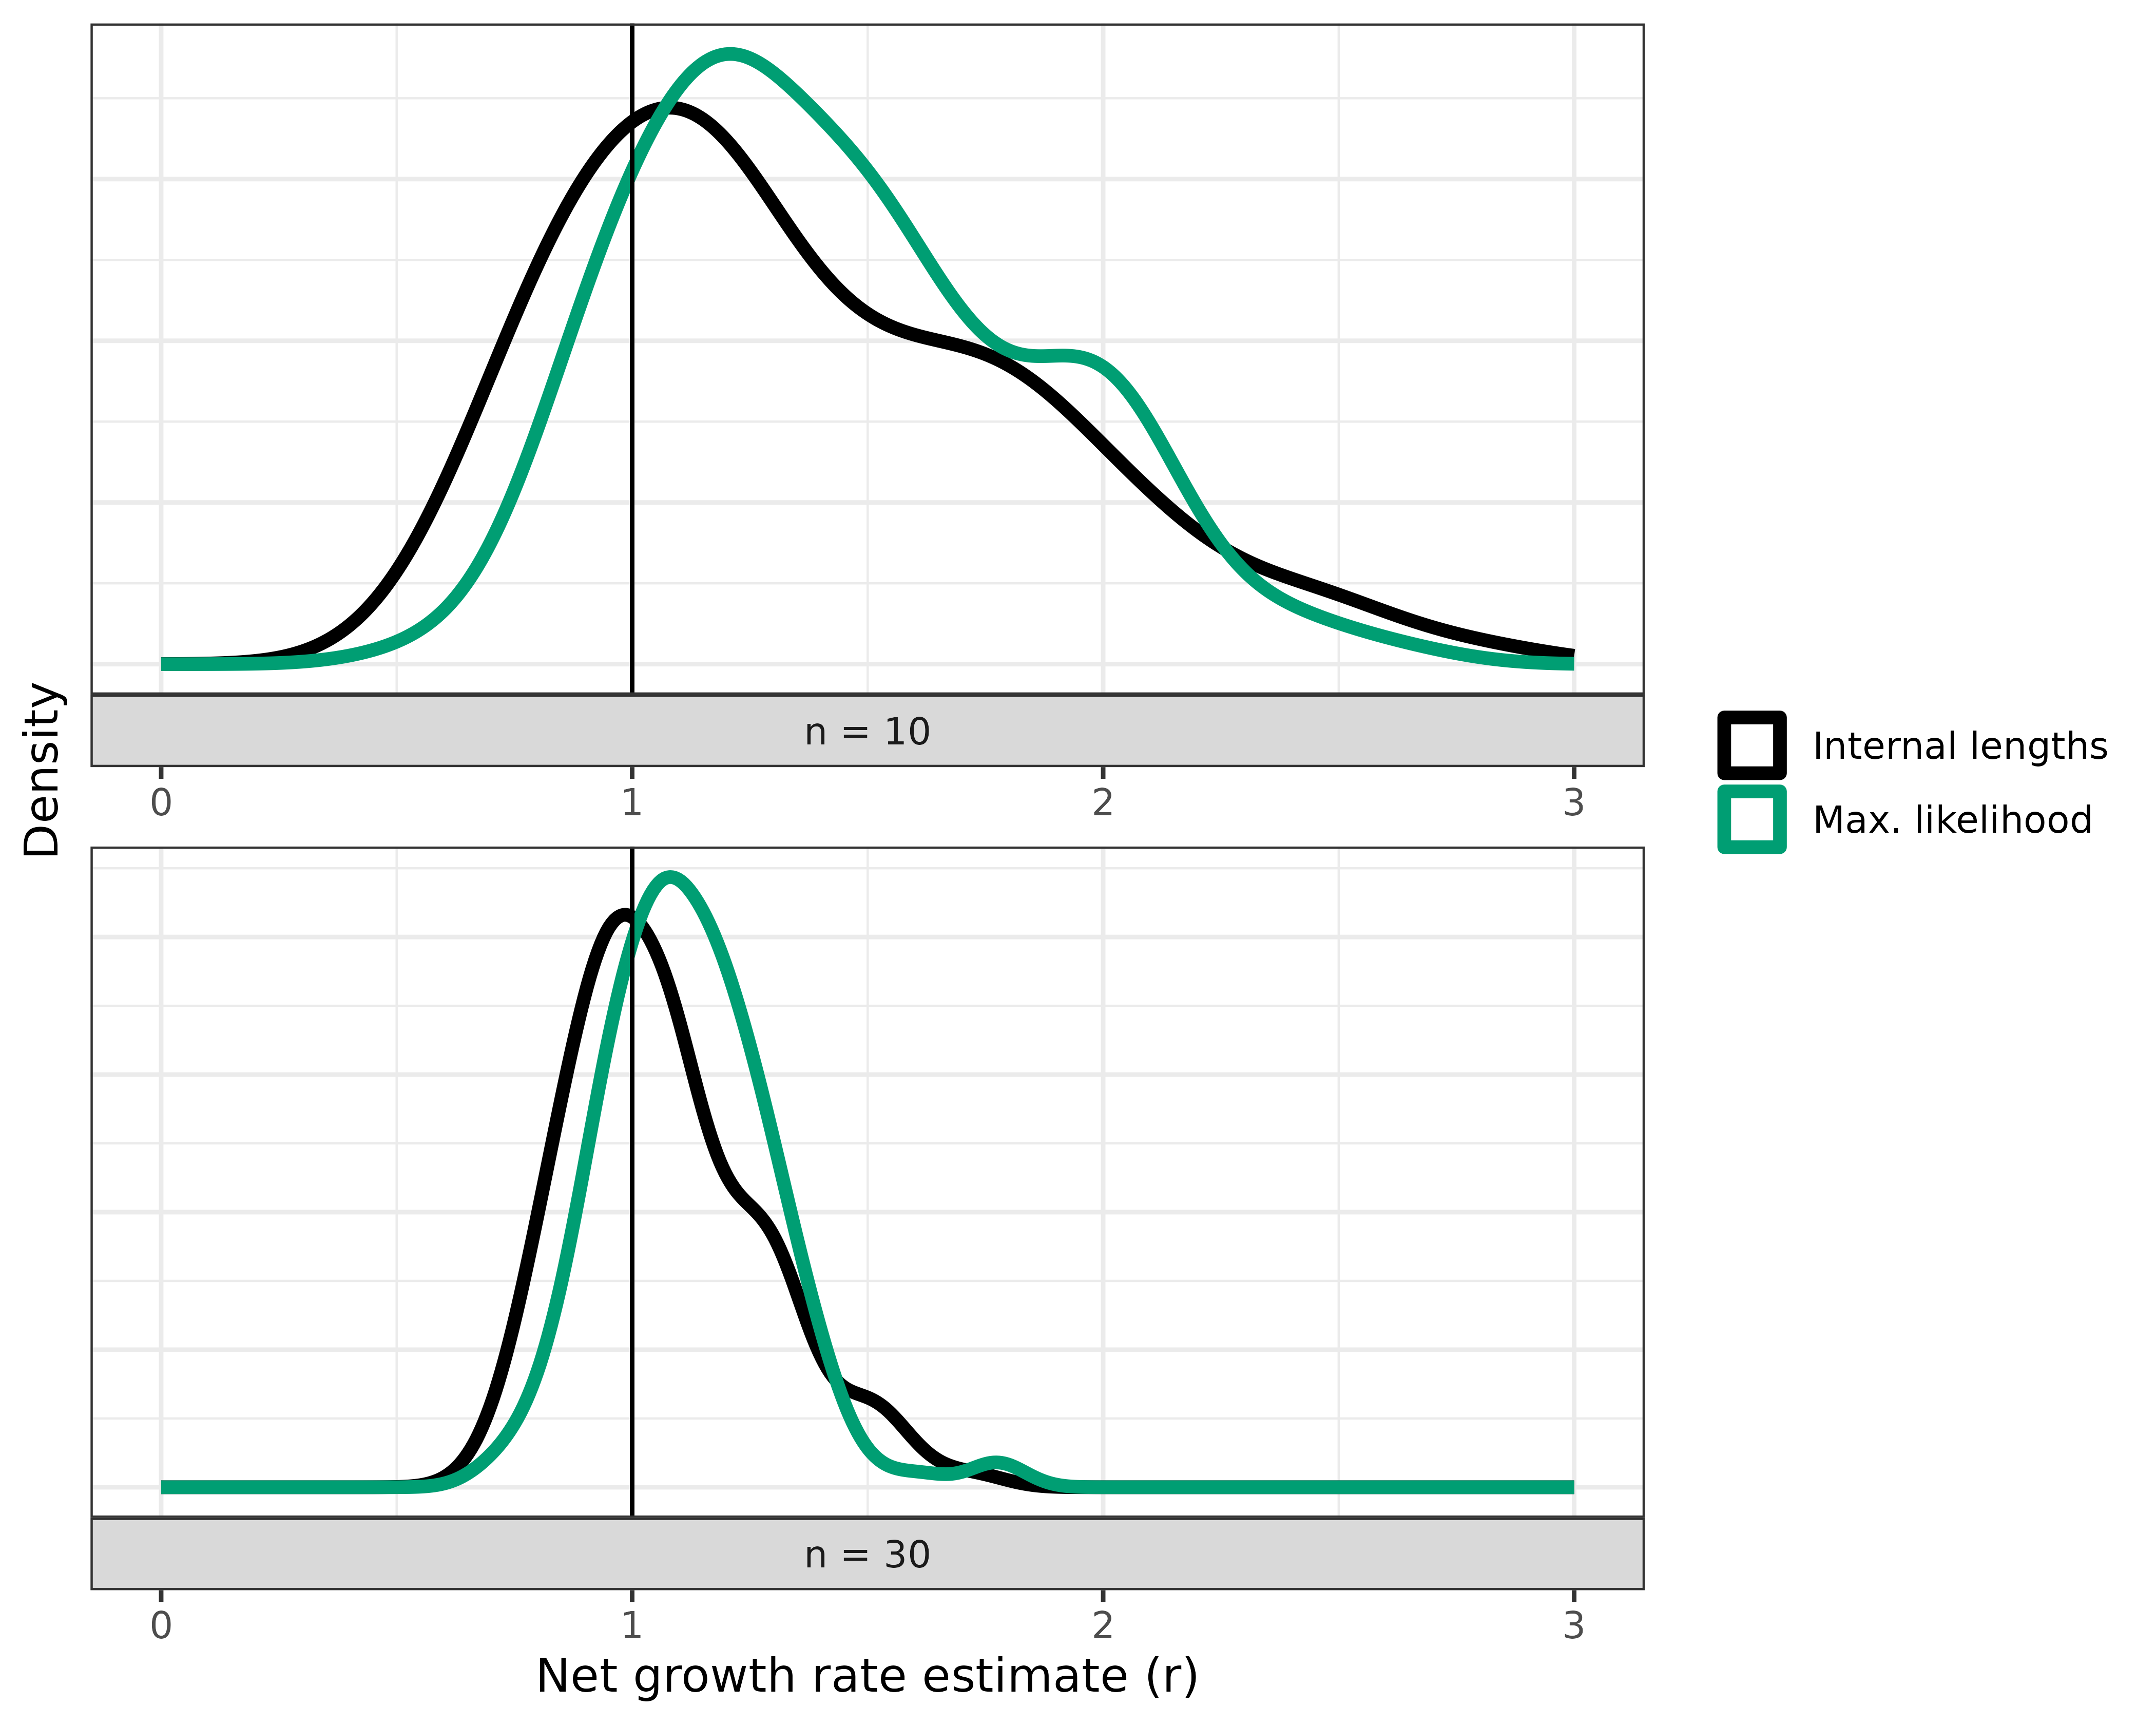 Density
n = 10
0 1 2 3
n = 30
0 1 2 3
Net growth rate estimate (r)
Internal lengths
Max. likelihood